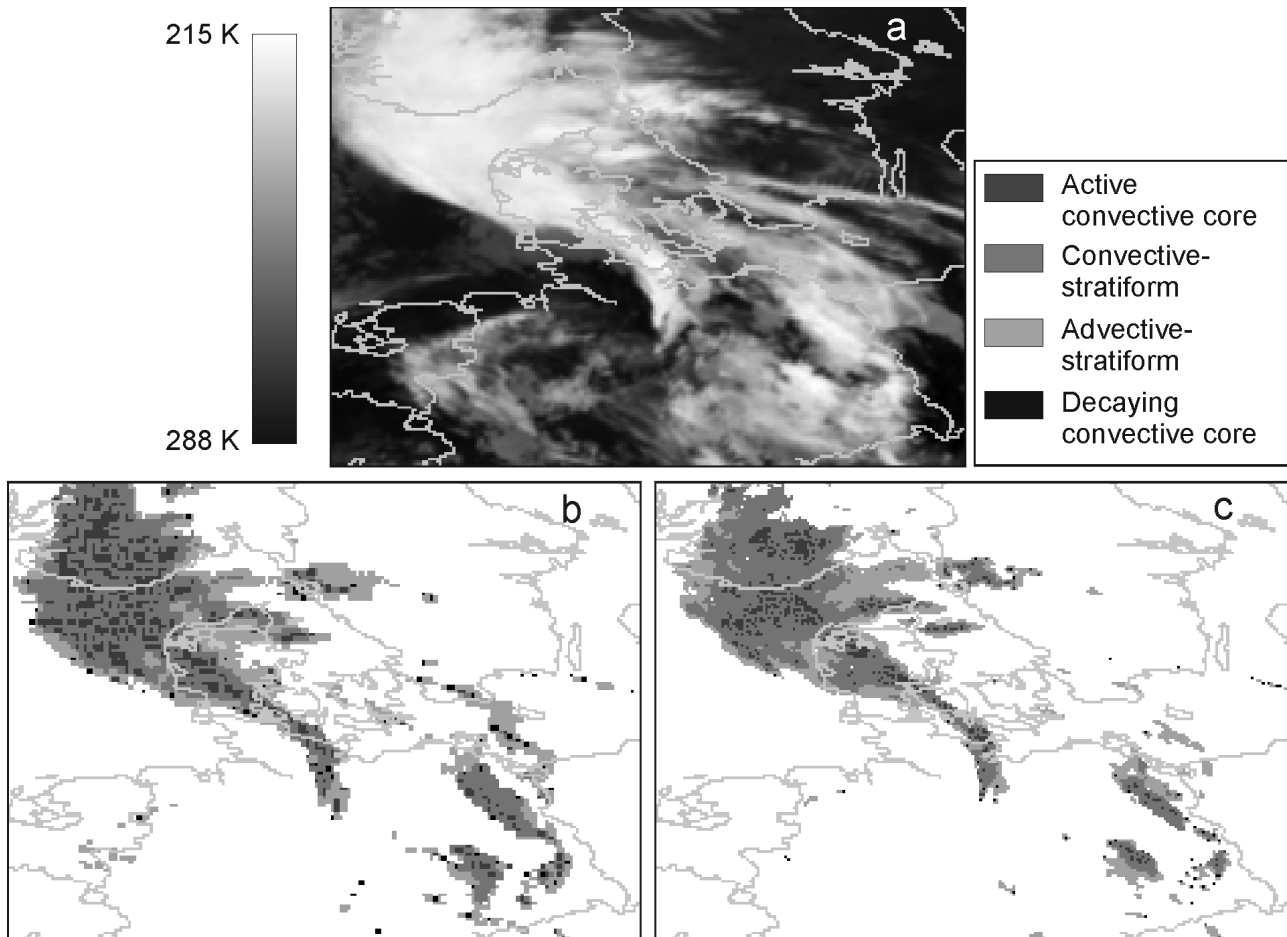 215 K
288 K
a
Active
convective core
Convective-
stratiform
Advective-
stratiform
Decaying
convective core
b
c